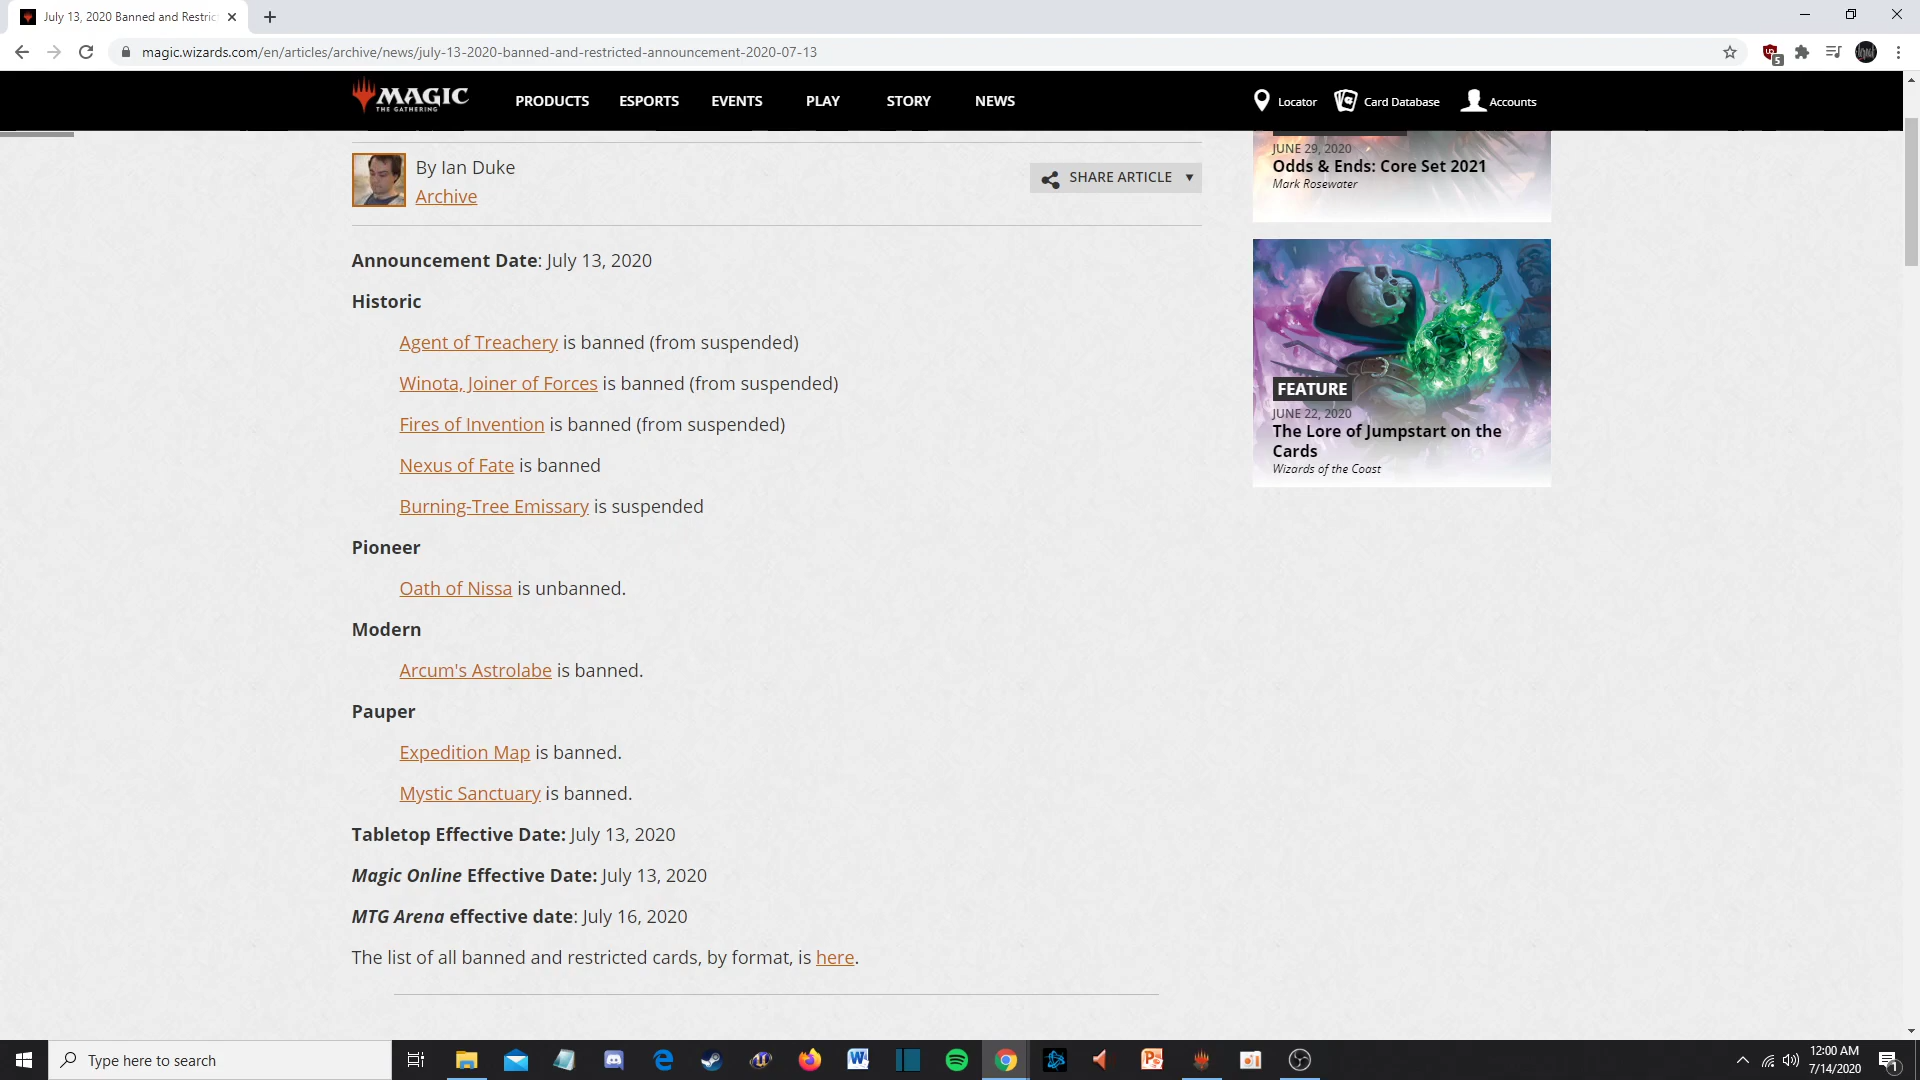 July 13, 2020 Banned and Restric
magic.wizards.com/en/articles/archive/news/july-13-2020-banned-and-restricted-announcement-2020-07-13
5
MAGIC
THE GATHERING
PRODUCTS ESPORTS EVENTS PLAY STORY NEWS
Locator Card Database Accounts
By Ian Duke
Archive
SHARE ARTICLE
JUNE 29, 2020
Odds & Ends: Core Set 2021
Mark Rosewater
FEATURE
JUNE 22, 2020
The Lore of Jumpstart on the
Cards
Wizards of the Coast
Announcement Date: July 13, 2020
Historic
Agent of Treachery is banned (from suspended)
Winota, Joiner of Forces is banned (from suspended)
Fires of Invention is banned (from suspended)
Nexus of Fate is banned
Burning-Tree Emissary is suspended
Pioneer
Oath of Nissa is unbanned.
Modern
Arcum's Astrolabe is banned.
Pauper
Expedition Map is banned.
Mystic Sanctuary is banned.
Tabletop Effective Date: July 13, 2020
Magic Online Effective Date: July 13, 2020
MTG Arena effective date: July 16, 2020
The list of all banned and restricted cards, by format, is here.
Type here to search
12:00 AM
7/14/2020
1